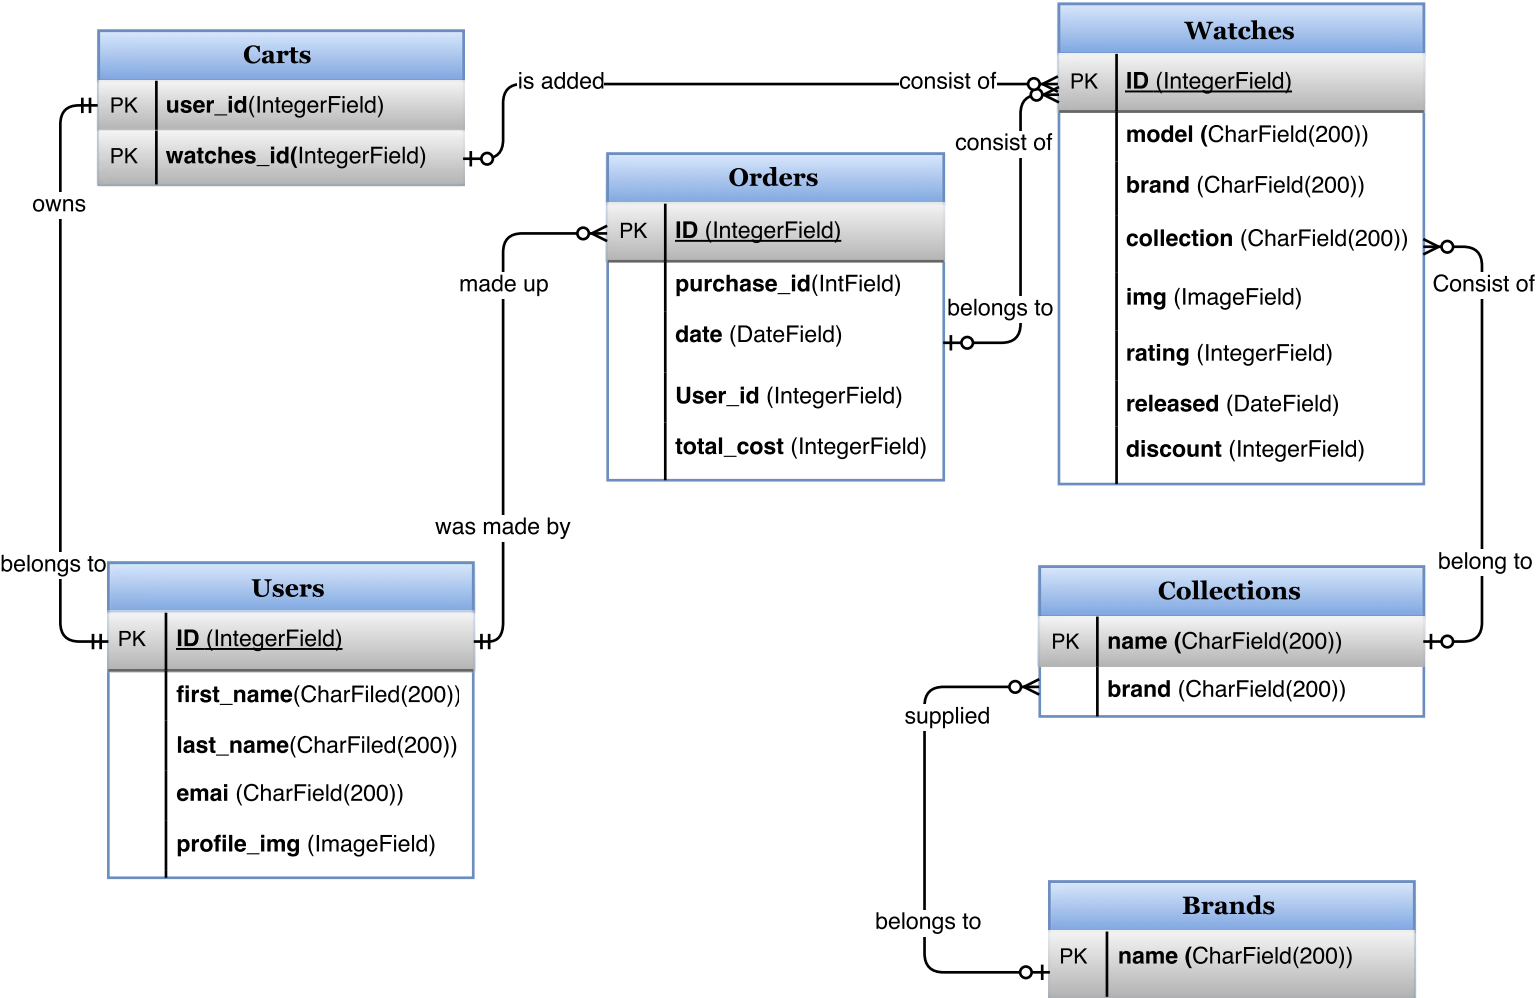 Carts
PK user_id(IntegerField)
PK watches_id(IntegerField)
is added
consist of
Watches
PK ID (IntegerField)
model (CharField(200))
brand (CharField(200))
collection (CharField(200))
img (ImageField)
rating (IntegerField)
released (DateField)
discount (IntegerField)
consist of
Orders
PK ID (IntegerField)
purchase_id(IntField)
date (DateField)
User_id (IntegerField)
total_cost (IntegerField)
owns
made up
belongs to
Consist of
was made by
belongs to
belong to
Users
PK ID (IntegerField)
first_name(CharFiled(200))
last_name(CharFiled(200))
emai (CharField(200))
profile_img (ImageField)
Collections
PK name (CharField(200))
brand (CharField(200))
supplied
belongs to
Brands
PK name (CharField(200))